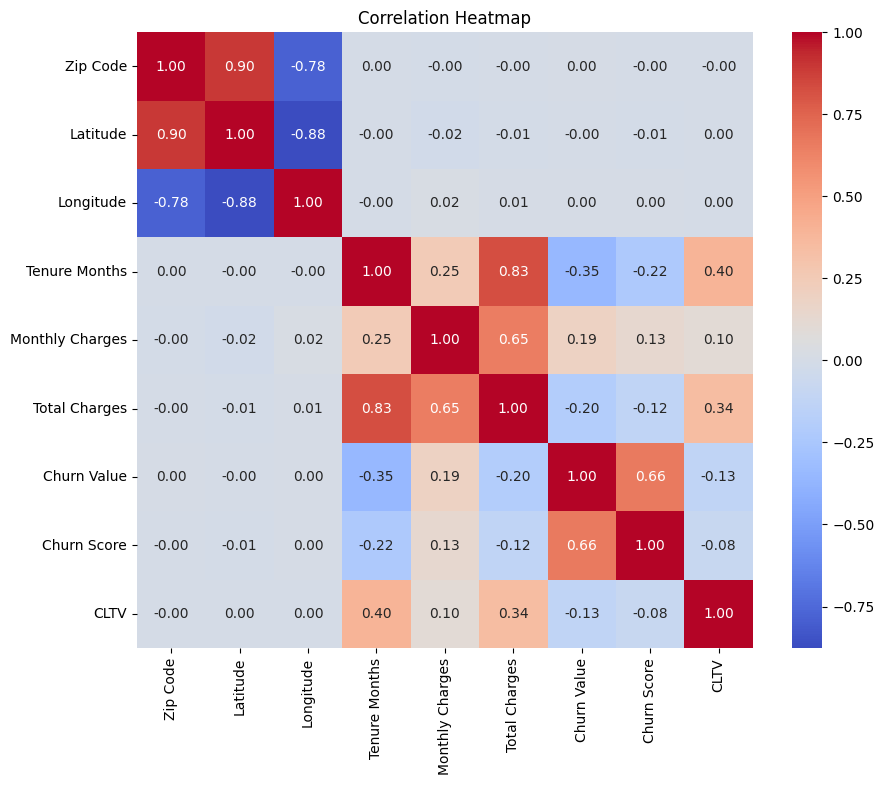 Correlation Heatmap
Zip Code 1.00 0.90 -0.78 0.00 -0.00 -0.00 0.00 -0.00 -0.00
Latitude 0.90 1.00 -0.88 -0.00 -0.02 -0.01 -0.00 -0.01 0.00
Longitude -0.78 -0.88 1.00 -0.00 0.02 0.01 0.00 0.00 0.00
Tenure Months 0.00 -0.00 -0.00 1.00 0.25 0.83 -0.35 -0.22 0.40
Monthly Charges -0.00 -0.02 0.02 0.25 1.00 0.65 0.19 0.13 0.10
Total Charges -0.00 -0.01 0.01 0.83 0.65 1.00 -0.20 -0.12 0.34
Churn Value 0.00 -0.00 0.00 -0.35 0.19 -0.20 1.00 0.66 -0.13
Churn Score -0.00 -0.01 0.00 -0.22 0.13 -0.12 0.66 1.00 -0.08
CLTV -0.00 0.00 0.00 0.40 0.10 0.34 -0.13 -0.08 1.00
Zip Code
Latitude
Longitude
Tenure Months
Monthly Charges
Total Charges
Churn Value
Churn Score
CLTV
1.00
0.75
0.50
0.25
0.00
-0.25
-0.50
-0.75